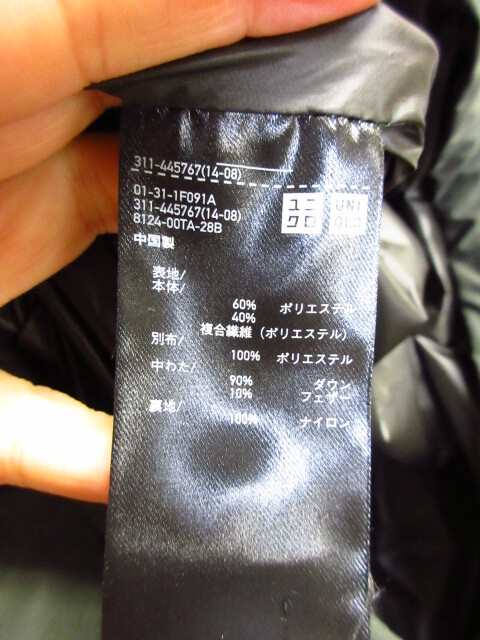 311-445767(14-08)
01-31-1F091A
311-445767(14-08)
8124-00TA-28B
中国製
ユニ
クロ
UNI
QLO
表地/
本体/
60% ポリエステル
40%
複合繊維 (ポリエステル)
別布/
100% ポリエステル
中わた/
90% ダウン
10% フェザー
裏地/
100% ナイロン